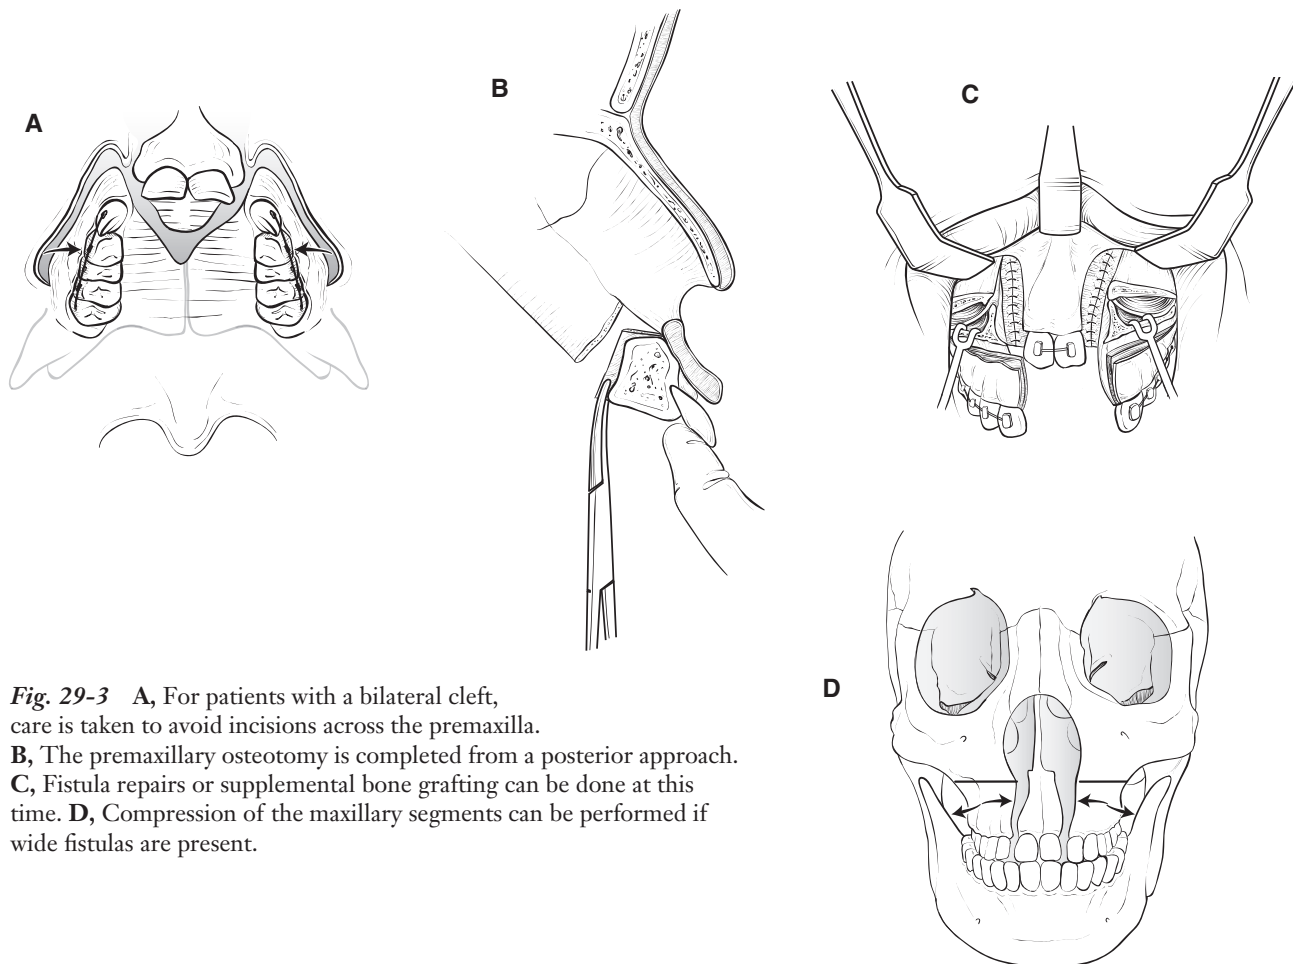 A
B
C
D
Fig. 29-3 A, For patients with a bilateral cleft,
care is taken to avoid incisions across the premaxilla.
B, The premaxillary osteotomy is completed from a posterior approach.
C, Fistula repairs or supplemental bone grafting can be done at this
time. D, Compression of the maxillary segments can be performed if
wide fistulas are present.